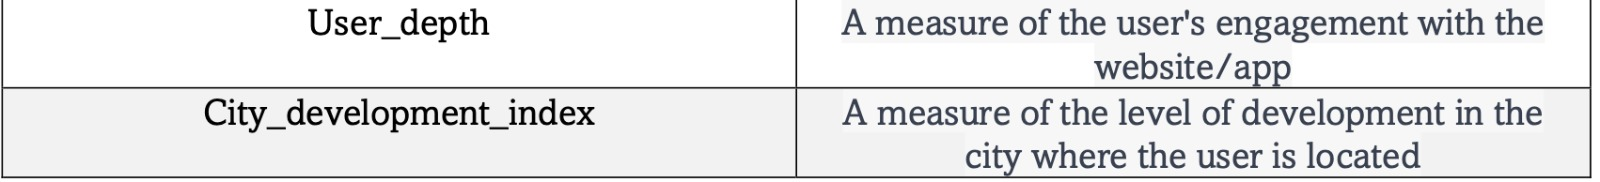 User_depth
A measure of the user's engagement with the
website/app
City_development_index
A measure of the level of development in the
city where the user is located